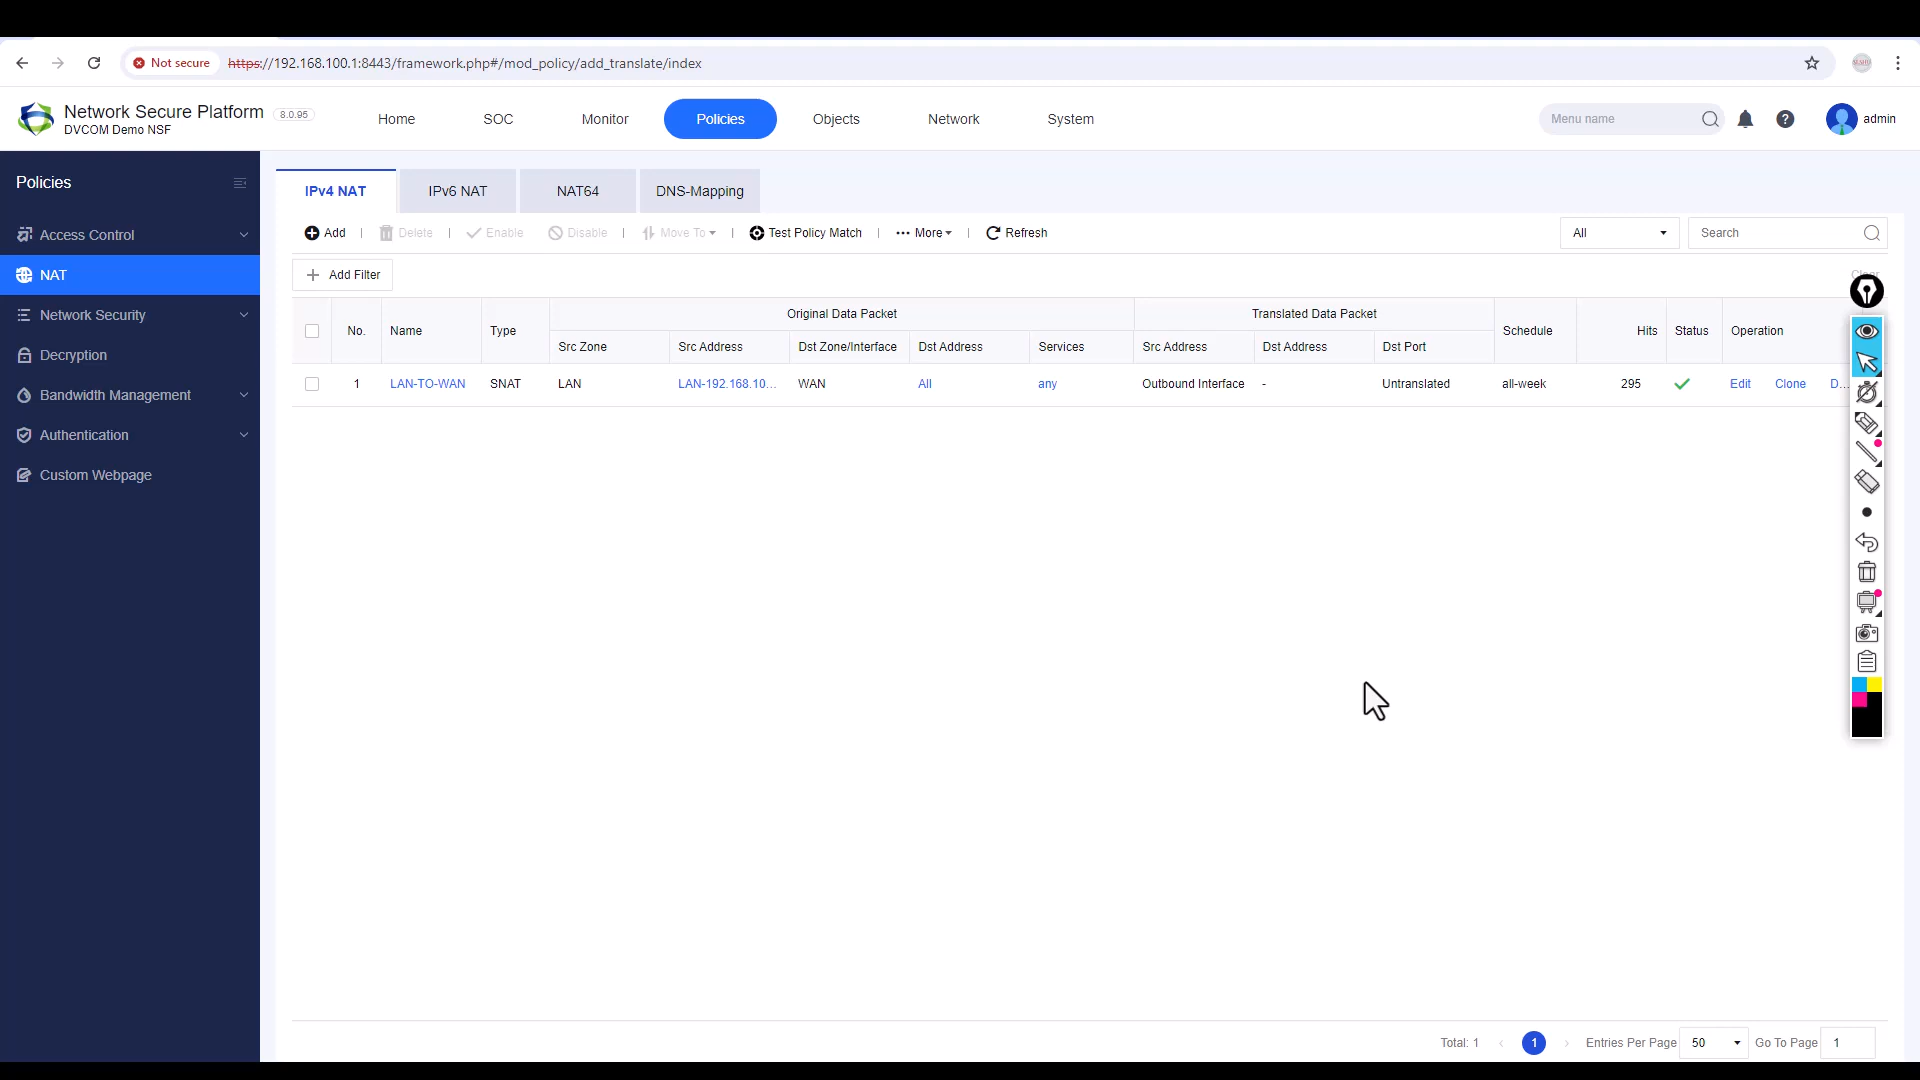 Not secure https://192.168.100.1:8443/framework.php#/mod_policy/add_translate/index
Network Secure Platform 8.0.95
DVCOM Demo NSF
Home SOC Monitor Policies Objects Network System
Menu name
admin
Policies
Access Control
NAT
Network Security
Decryption
Bandwidth Management
Authentication
Custom Webpage
IPv4 NAT IPv6 NAT NAT64 DNS-Mapping
Add Delete Enable Disable Move To Test Policy Match More Refresh
All Search
Add Filter
Clear
No. Name Type Original Data Packet Translated Data Packet Schedule Hits Status Operation
Src Zone Src Address Dst Zone/Interface Dst Address Services Src Address Dst Address Dst Port
1 LAN-TO-WAN SNAT LAN LAN-192.168.10... WAN All any Outbound Interface - Untranslated all-week 295 Edit Clone D...
Total: 1 1 Entries Per Page 50 Go To Page 1